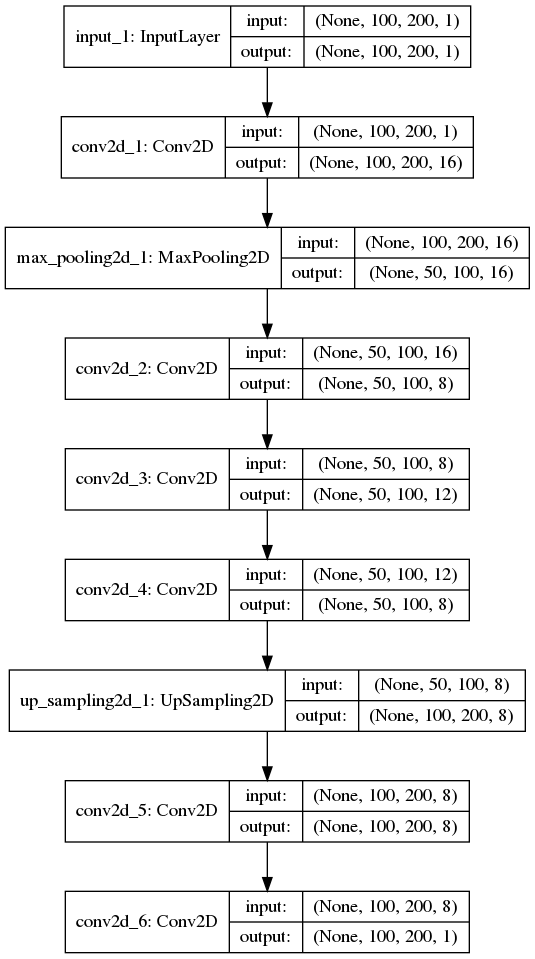 input_1: InputLayer
input: (None, 100, 200, 1)
output: (None, 100, 200, 1)
conv2d_1: Conv2D
input: (None, 100, 200, 1)
output: (None, 100, 200, 16)
max_pooling2d_1: MaxPooling2D
input: (None, 100, 200, 16)
output: (None, 50, 100, 16)
conv2d_2: Conv2D
input: (None, 50, 100, 16)
output: (None, 50, 100, 8)
conv2d_3: Conv2D
input: (None, 50, 100, 8)
output: (None, 50, 100, 12)
conv2d_4: Conv2D
input: (None, 50, 100, 12)
output: (None, 50, 100, 8)
up_sampling2d_1: UpSampling2D
input: (None, 50, 100, 8)
output: (None, 100, 200, 8)
conv2d_5: Conv2D
input: (None, 100, 200, 8)
output: (None, 100, 200, 8)
conv2d_6: Conv2D
input: (None, 100, 200, 8)
output: (None, 100, 200, 1)